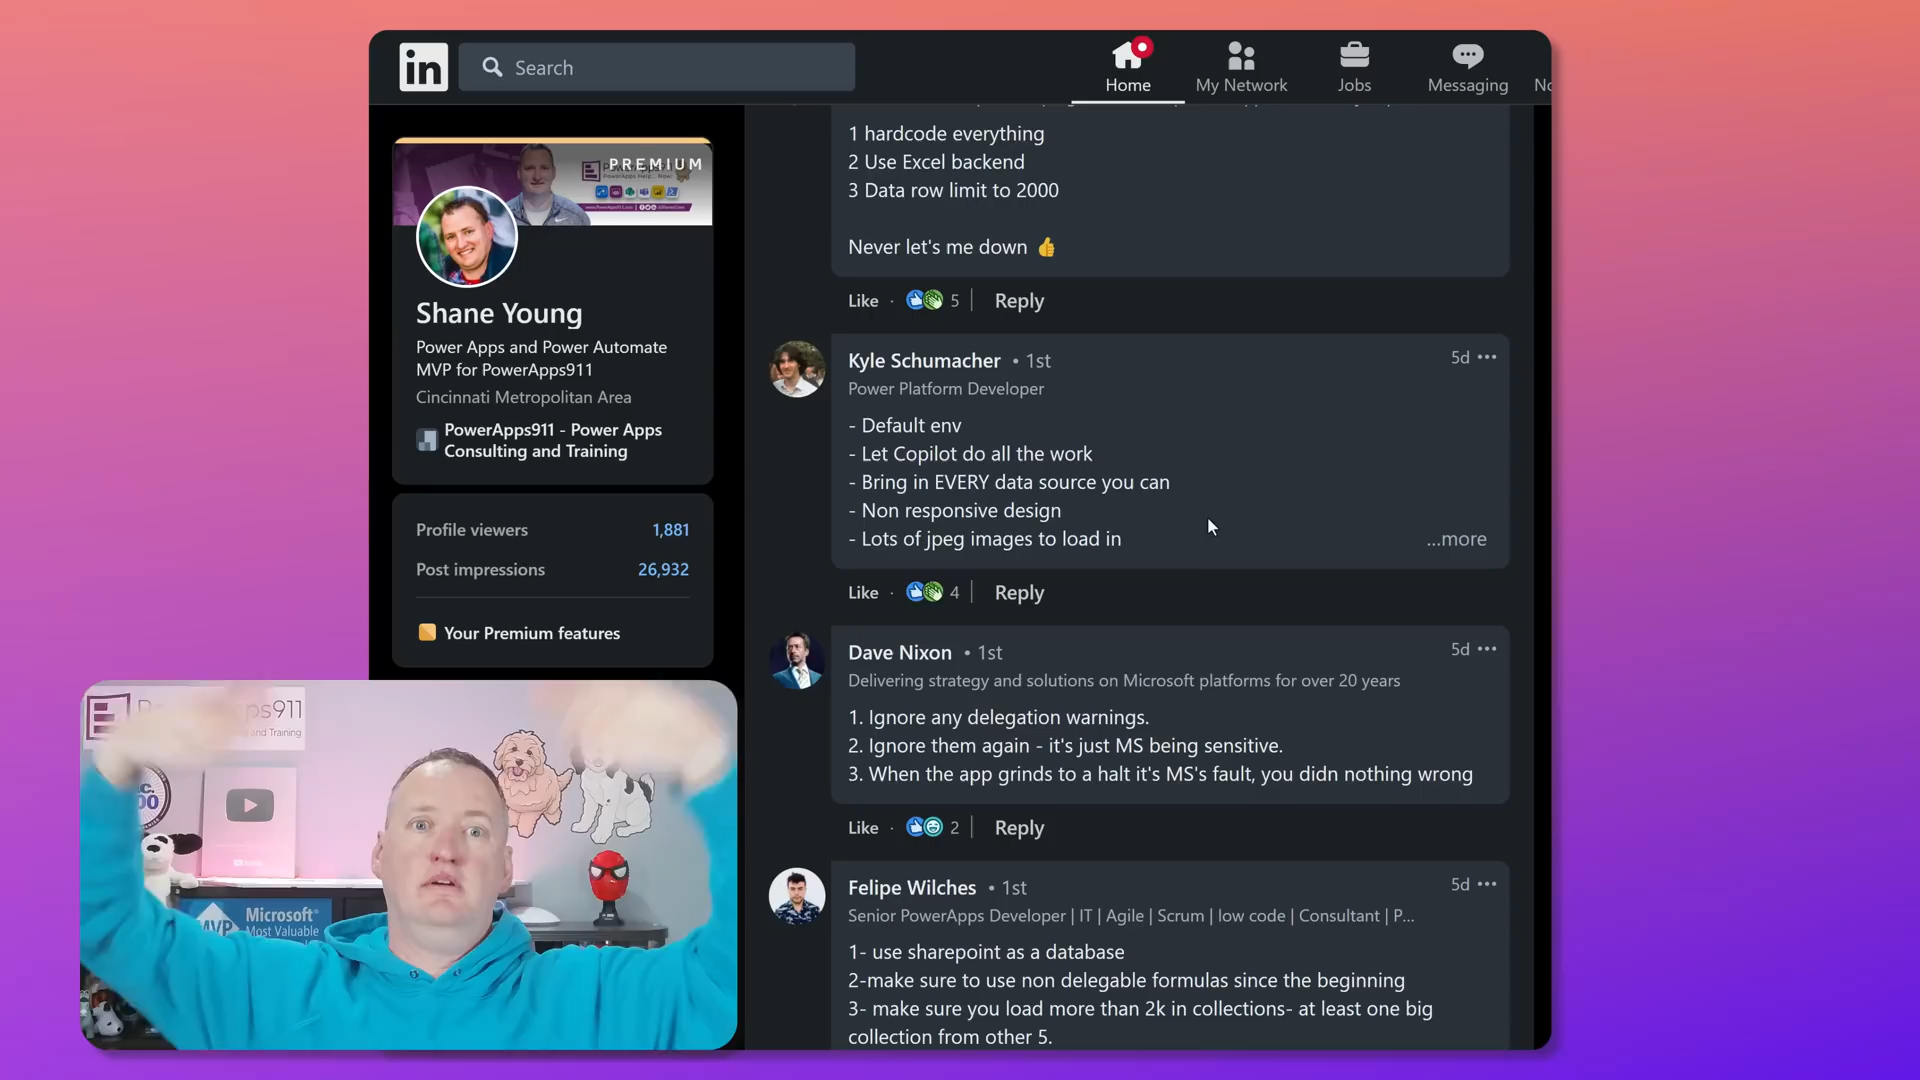 in
Search
Home
My Network
Jobs
Messaging
PREMIUM
Shane Young
Power Apps and Power Automate
MVP for PowerApps911
Cincinnati Metropolitan Area
PowerApps911 - Power Apps
Consulting and Training
Profile viewers 1,881
Post impressions 26,932
Your Premium features
1 hardcode everything
2 Use Excel backend
3 Data row limit to 2000
Never let's me down 👍
Like · 5 | Reply
Kyle Schumacher • 1st 5d
Power Platform Developer
- Default env
- Let Copilot do all the work
- Bring in EVERY data source you can
- Non responsive design
- Lots of jpeg images to load in ...more
Like · 4 | Reply
Dave Nixon • 1st 5d
Delivering strategy and solutions on Microsoft platforms for over 20 years
1. Ignore any delegation warnings.
2. Ignore them again - it's just MS being sensitive.
3. When the app grinds to a halt it's MS's fault, you didn nothing wrong
Like · 2 | Reply
Felipe Wilches • 1st 5d
Senior PowerApps Developer | IT | Agile | Scrum | low code | Consultant | P...
1- use sharepoint as a database
2-make sure to use non delegable formulas since the beginning
3- make sure you load more than 2k in collections- at least one big
collection from other 5.
and Training
Microsoft
MVP Most Valuable